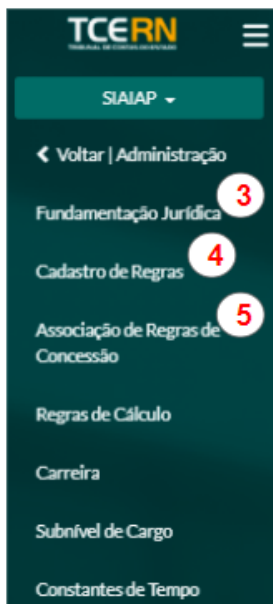 TCERN
TRIBUNAL DE CONTAS DO ESTADO
SIAIAP
Voltar | Administração
3
Fundamentação Jurídica
4
Cadastro de Regras
5
Associação de Regras de
Concessão
Regras de Cálculo
Carreira
Subnível de Cargo
Constantes de Tempo